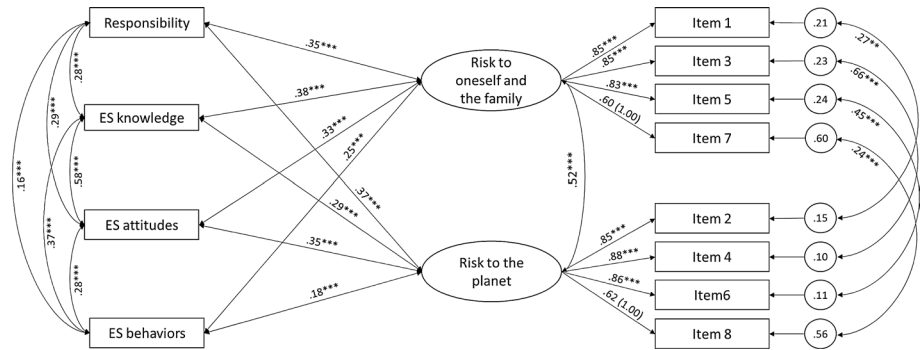 Responsibility
ES knowledge
ES attitudes
ES behaviors
.28***
.29***
.58***
.16***
.37***
.28***
.35***
.38***
.33***
.25***
.37***
.29***
.35***
.18***
Risk to
oneself and
the family
Risk to the
planet
.52***
.85***
.85***
.83***
.60 (1.00)
.85***
.88***
.86***
.62 (1.00)
Item 1
Item 3
Item 5
Item 7
Item 2
Item 4
Item6
Item 8
.21
.23
.24
.60
.15
.10
.11
.56
.27**
.66***
.45***
.24***